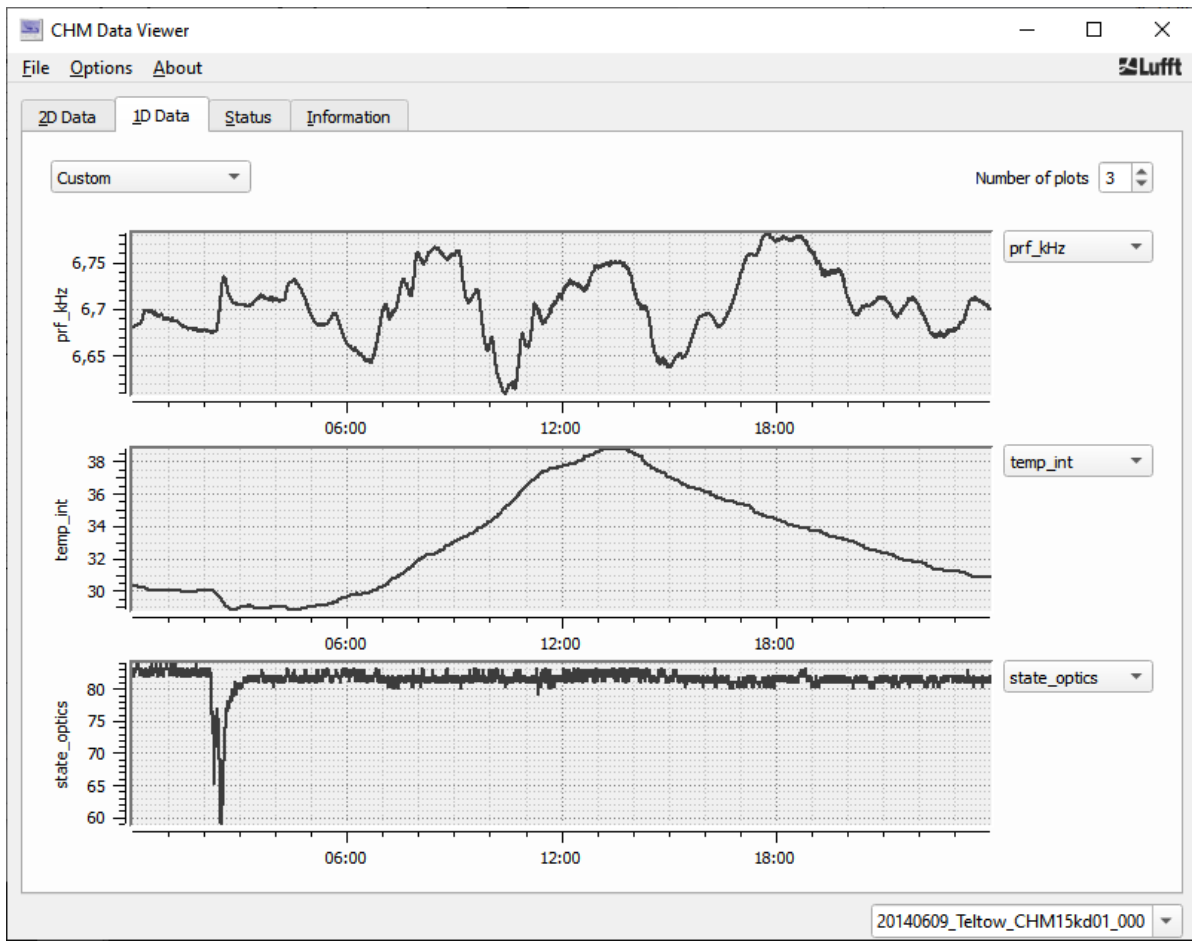 CHM Data Viewer
File Options About Lufft
2D Data 1D Data Status Information
Custom Number of plots 3
prf_kHz
6,75
6,7
6,65
prf_kHz
06:00 12:00 18:00
temp_int
38
36
34
32
30
temp_int
06:00 12:00 18:00
state_optics
80
75
70
65
60
state_optics
06:00 12:00 18:00
20140609_Teltow_CHM15kd01_000